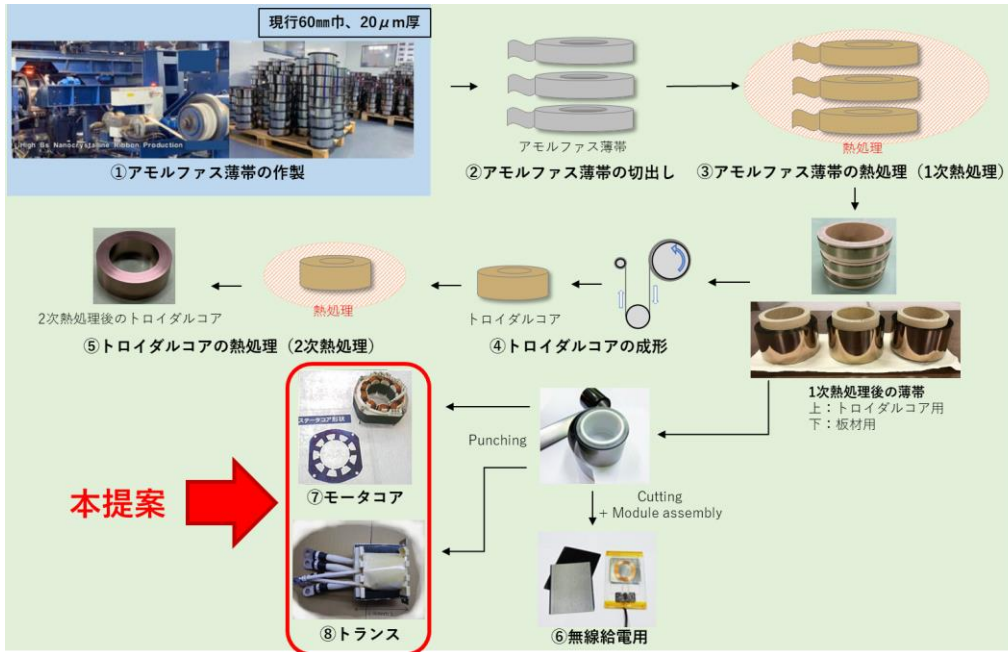 現行60㎜巾、20μm厚
High Bs Nanocrystalline Ribbon Production
①アモルファス薄帯の作製
アモルファス薄帯
②アモルファス薄帯の切出し
熱処理
③アモルファス薄帯の熱処理（1次熱処理）
2次熱処理後のトロイダルコア
熱処理
トロイダルコア
⑤トロイダルコアの熱処理（2次熱処理）
④トロイダルコアの成形
1次熱処理後の薄帯
上：トロイダルコア用
下：板材用
ステータコア形状
Punching
⑦モータコア
本提案
Cutting
+ Module assembly
⑧トランス
⑥無線給電用